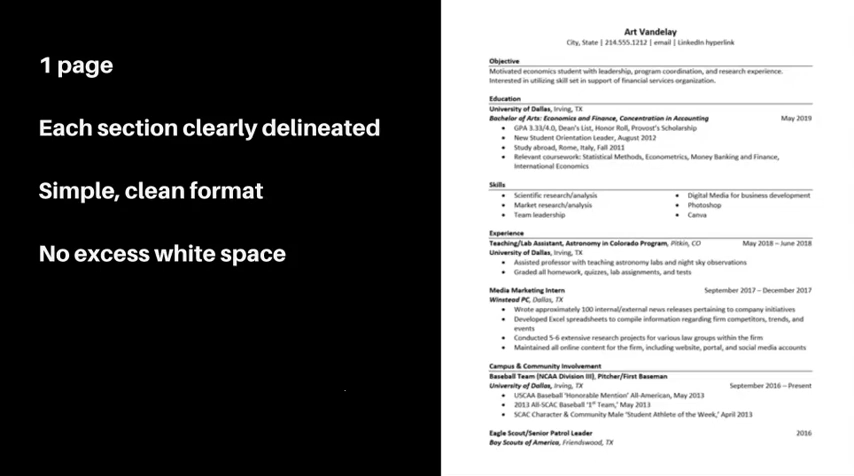 1 page
Each section clearly delineated
Simple, clean format
No excess white space
Art Vandelay
City, State | 214.555.1212 | email | LinkedIn hyperlink
Objective
Motivated economics student with leadership, program coordination, and research experience.
Interested in utilizing skill set in support of financial services organization.
Education
University of Dallas, Irving, TX
Bachelor of Arts: Economics and Finance, Concentration in Accounting May 2019
• GPA 3.33/4.0, Dean's List, Honor Roll, Provost's Scholarship
• New Student Orientation Leader, August 2012
• Study abroad, Rome, Italy, Fall 2011
• Relevant coursework: Statistical Methods, Econometrics, Money Banking and Finance,
International Economics
Skills
• Scientific research/analysis • Digital Media for business development
• Market research/analysis • Photoshop
• Team leadership • Canva
Experience
Teaching/Lab Assistant, Astronomy in Colorado Program, Pitkin, CO May 2018 – June 2018
University of Dallas, Irving, TX
• Assisted professor with teaching astronomy labs and night sky observations
• Graded all homework, quizzes, lab assignments, and tests
Media Marketing Intern September 2017 – December 2017
Winstead PC, Dallas, TX
• Wrote approximately 100 internal/external news releases pertaining to company initiatives
• Developed Excel spreadsheets to compile information regarding firm competitors, trends, and
events
• Conducted 5-6 extensive research projects for various law groups within the firm
• Maintained all online content for the firm, including website, portal, and social media accounts
Campus & Community Involvement
Baseball Team (NCAA Division III), Pitcher/First Baseman
University of Dallas, Irving, TX September 2016 – Present
• USCAA Baseball 'Honorable Mention' All-American, May 2013
• 2013 All-SCAC Baseball '1st Team,' May 2013
• SCAC Character & Community Male 'Student Athlete of the Week,' April 2013
Eagle Scout/Senior Patrol Leader 2016
Boy Scouts of America, Friendswood, TX